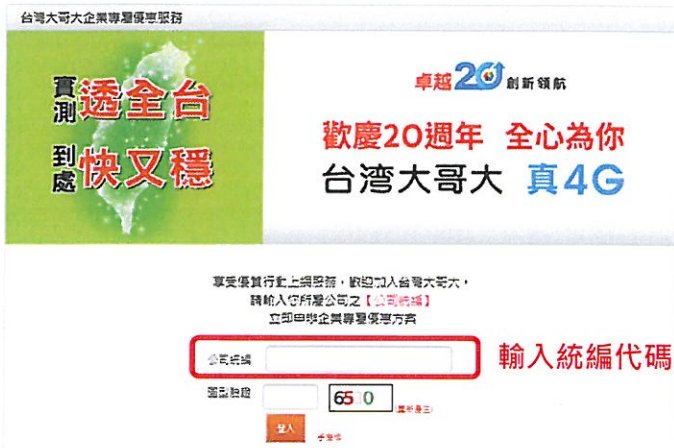 台灣大哥大企業專屬優惠服務
實測透全台
到處快又穩
卓越20創新領航
歡慶20週年 全心為你
台湾大哥大 真4G
享受優質行動上網服務，歡迎加入台灣大哥大，
請輸入您所屬公司之【公司統編】
立即申辦企業專屬優惠方案
公司統編
輸入統編代碼
圖型驗證
登入